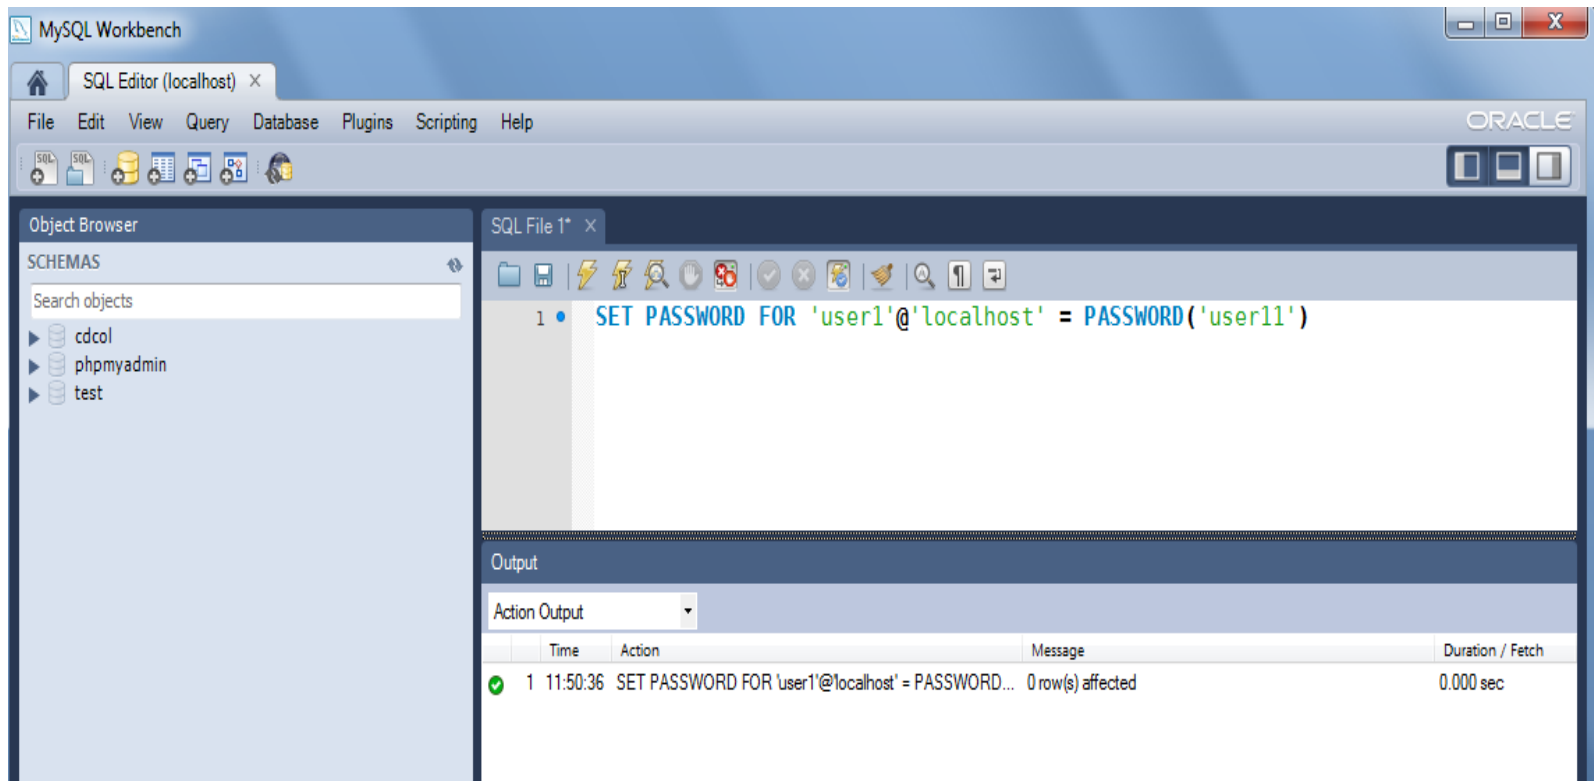 MySQL Workbench
SQL Editor (localhost)
File Edit View Query Database Plugins Scripting Help
ORACLE
SQL SQL
Object Browser
SCHEMAS
Search objects
cdcol
phpmyadmin
test
SQL File 1*
1 SET PASSWORD FOR 'user1'@'localhost' = PASSWORD('user11')
Output
Action Output
Time Action Message Duration / Fetch
1 11:50:36 SET PASSWORD FOR 'user1'@'localhost' = PASSWORD... 0 row(s) affected 0.000 sec